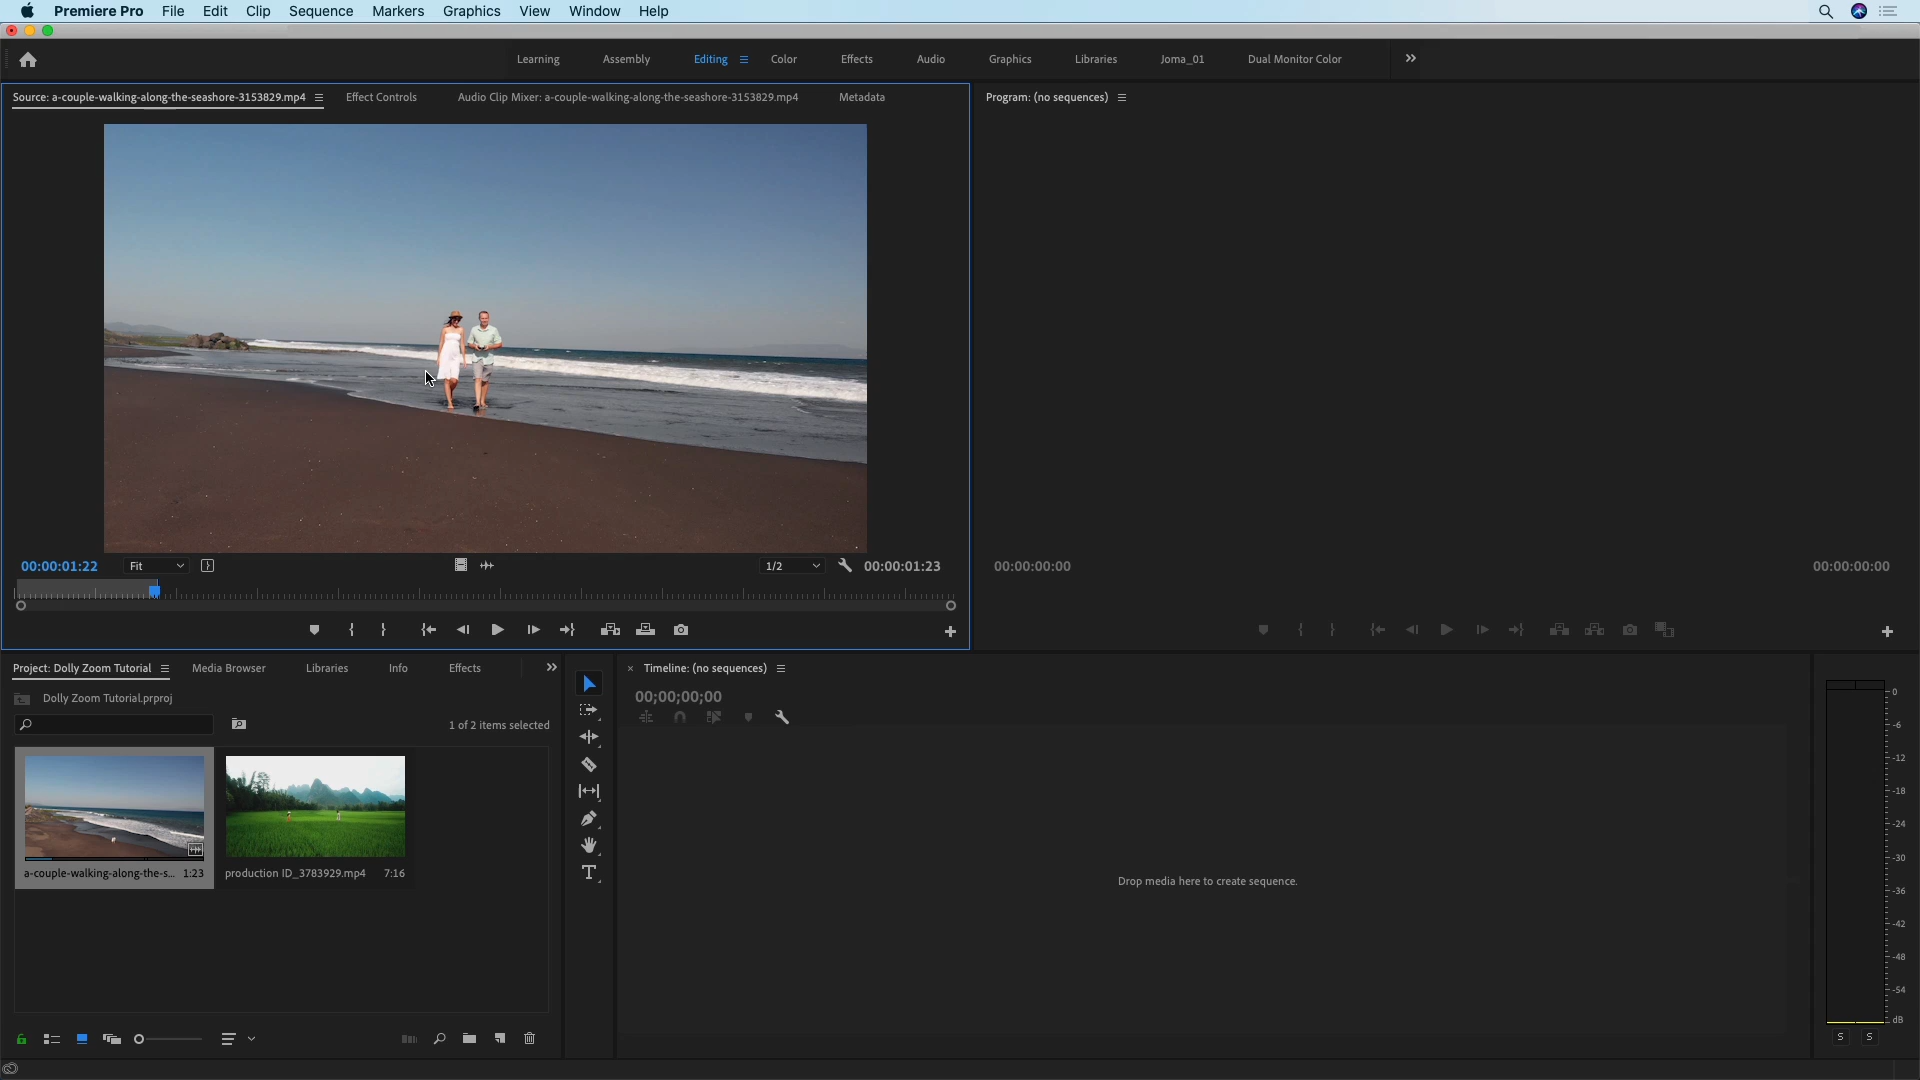 Premiere Pro File Edit Clip Sequence Markers Graphics View Window Help
Learning Assembly Editing Color Effects Audio Graphics Libraries Joma_01 Dual Monitor Color
Source: a-couple-walking-along-the-seashore-3153829.mp4 Effect Controls Audio Clip Mixer: a-couple-walking-along-the-seashore-3153829.mp4 Metadata
Program: (no sequences)
00:00:01:22 Fit 1/2 00:00:01:23
00:00:00:00 00:00:00:00
Project: Dolly Zoom Tutorial Media Browser Libraries Info Effects
Dolly Zoom Tutorial.prproj
1 of 2 items selected
a-couple-walking-along-the-s... 1:23
production ID_3783929.mp4 7:16
Timeline: (no sequences)
00;00;00;00
Drop media here to create sequence.
0
-6
-12
-18
-24
-30
-36
-42
-48
-54
dB
S S